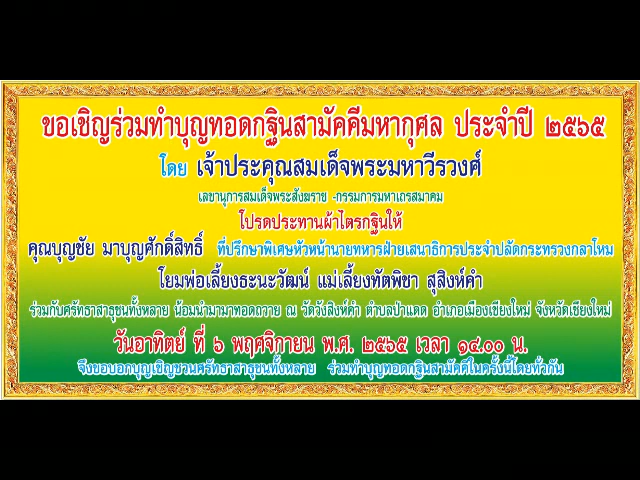 ขอเชิญร่วมทำบุญทอดกฐินสามัคคีมหากุศล ประจำปี ๒๕๖๕
โดย เจ้าประคุณสมเด็จพระมหาวีรวงศ์
เลขานุการสมเด็จพระสังฆราช -กรรมการมหาเถรสมาคม
โปรดประทานผ้าไตรกฐินให้
คุณบุญชัย มาบุญศักดิ์สิทธิ์ ที่ปรึกษาพิเศษหัวหน้านายทหารฝ่ายเสนาธิการประจำปลัดกระทรวงกลาโหม
โยมพ่อเลี้ยงธะนะวัฒน์ แม่เลี้ยงทัตพิชา สุสิงห์คำ
ร่วมกับศรัทธาสาธุชนทั้งหลาย น้อมนำมามาทอดถวาย ณ วัดวังสิงห์คำ ตำบลป่าแดด อำเภอเมืองเชียงใหม่ จังหวัดเชียงใหม่
วันอาทิตย์ ที่ ๖ พฤศจิกายน พ.ศ. ๒๕๖๕ เวลา ๑๔.๐๐ น.
จึงขอบอกบุญเชิญชวนศรัทธาสาธุชนทั้งหลาย ร่วมทำบุญทอดกฐินสามัคคีในครั้งนี้โดยทั่วกัน